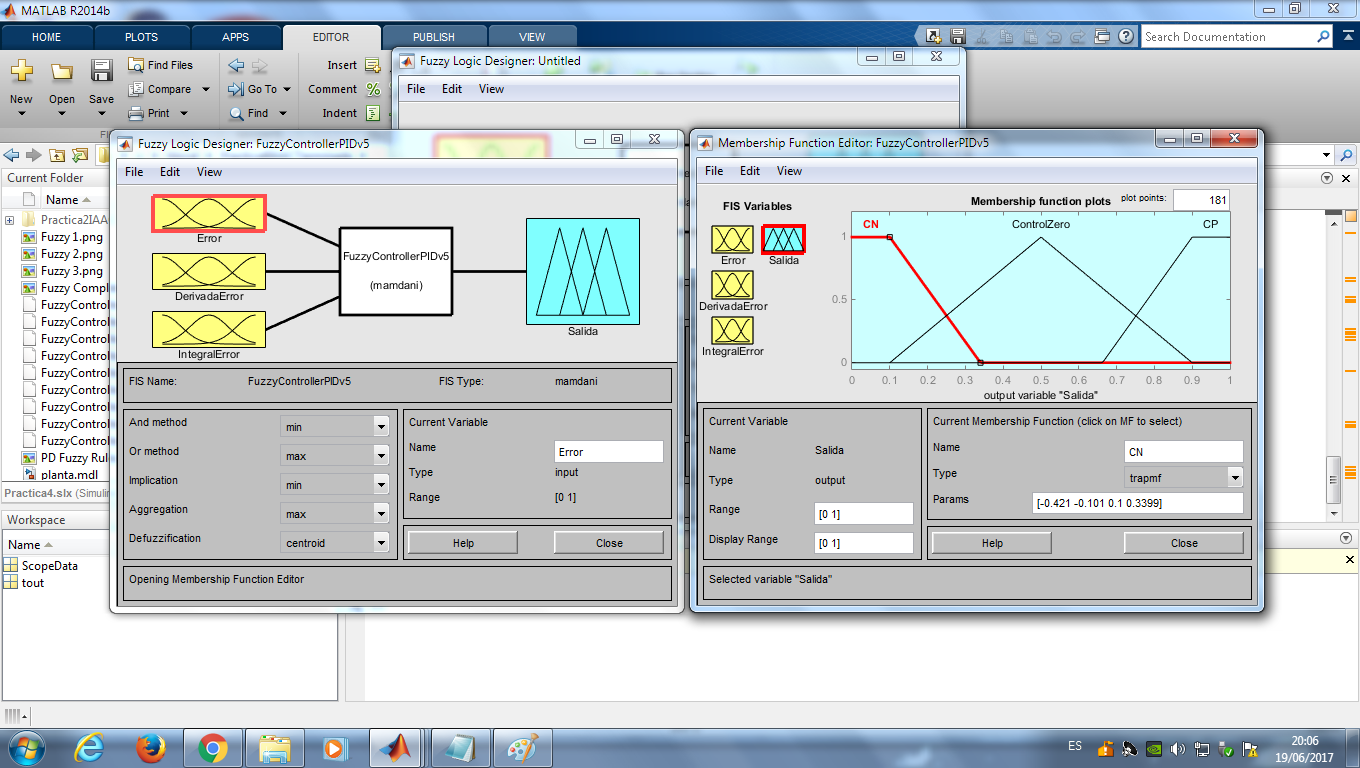 MATLAB R2014b
HOME PLOTS APPS EDITOR PUBLISH VIEW
Search Documentation
New Open Save
Find Files
Compare
Print
Go To
Find
Insert
Comment
Indent
Fuzzy Logic Designer: Untitled
File Edit View
Current Folder
Name
Practica2IAA
Fuzzy 1.png
Fuzzy 2.png
Fuzzy 3.png
Fuzzy Compl
FuzzyControl
FuzzyControl
FuzzyControl
FuzzyControl
FuzzyControl
FuzzyControl
FuzzyControl
FuzzyControl
FuzzyControl
PD Fuzzy Rul
planta.mdl
Practica4.slx (Simulin
Workspace
Name
ScopeData
tout
Fuzzy Logic Designer: FuzzyControllerPIDv5
File Edit View
Error
DerivadaError
IntegralError
FuzzyControllerPIDv5
(mamdani)
Salida
FIS Name: FuzzyControllerPIDv5 FIS Type: mamdani
And method min
Or method max
Implication min
Aggregation max
Defuzzification centroid
Current Variable
Name Error
Type input
Range [0 1]
Help Close
Opening Membership Function Editor
Membership Function Editor: FuzzyControllerPIDv5
File Edit View
FIS Variables
Error
Salida
DerivadaError
IntegralError
Membership function plots plot points: 181
CN ControlZero CP
1
0.5
0
0 0.1 0.2 0.3 0.4 0.5 0.6 0.7 0.8 0.9 1
output variable "Salida"
Current Variable
Name Salida
Type output
Range [0 1]
Display Range [0 1]
Current Membership Function (click on MF to select)
Name CN
Type trapmf
Params [-0.421 -0.101 0.1 0.3399]
Help Close
Selected variable "Salida"
ES
20:06
19/06/2017